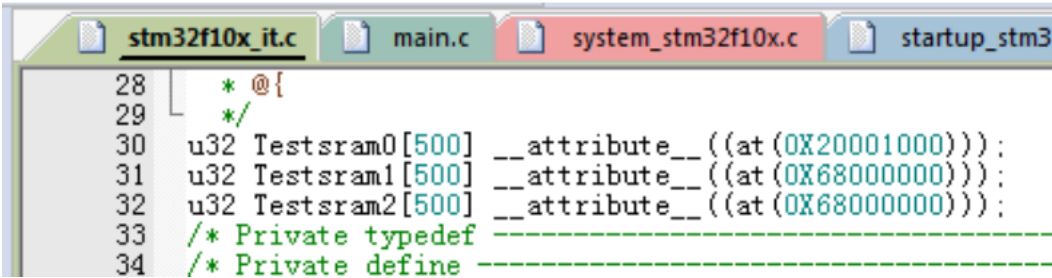 stm32f10x_it.c main.c system_stm32f10x.c startup_stm3
28 * @{
29 */
30 u32 Testsram0[500] __attribute__((at(0X20001000)));
31 u32 Testsram1[500] __attribute__((at(0X68000000)));
32 u32 Testsram2[500] __attribute__((at(0X68000000)));
33 /* Private typedef -----------------------------------
34 /* Private define ------------------------------------